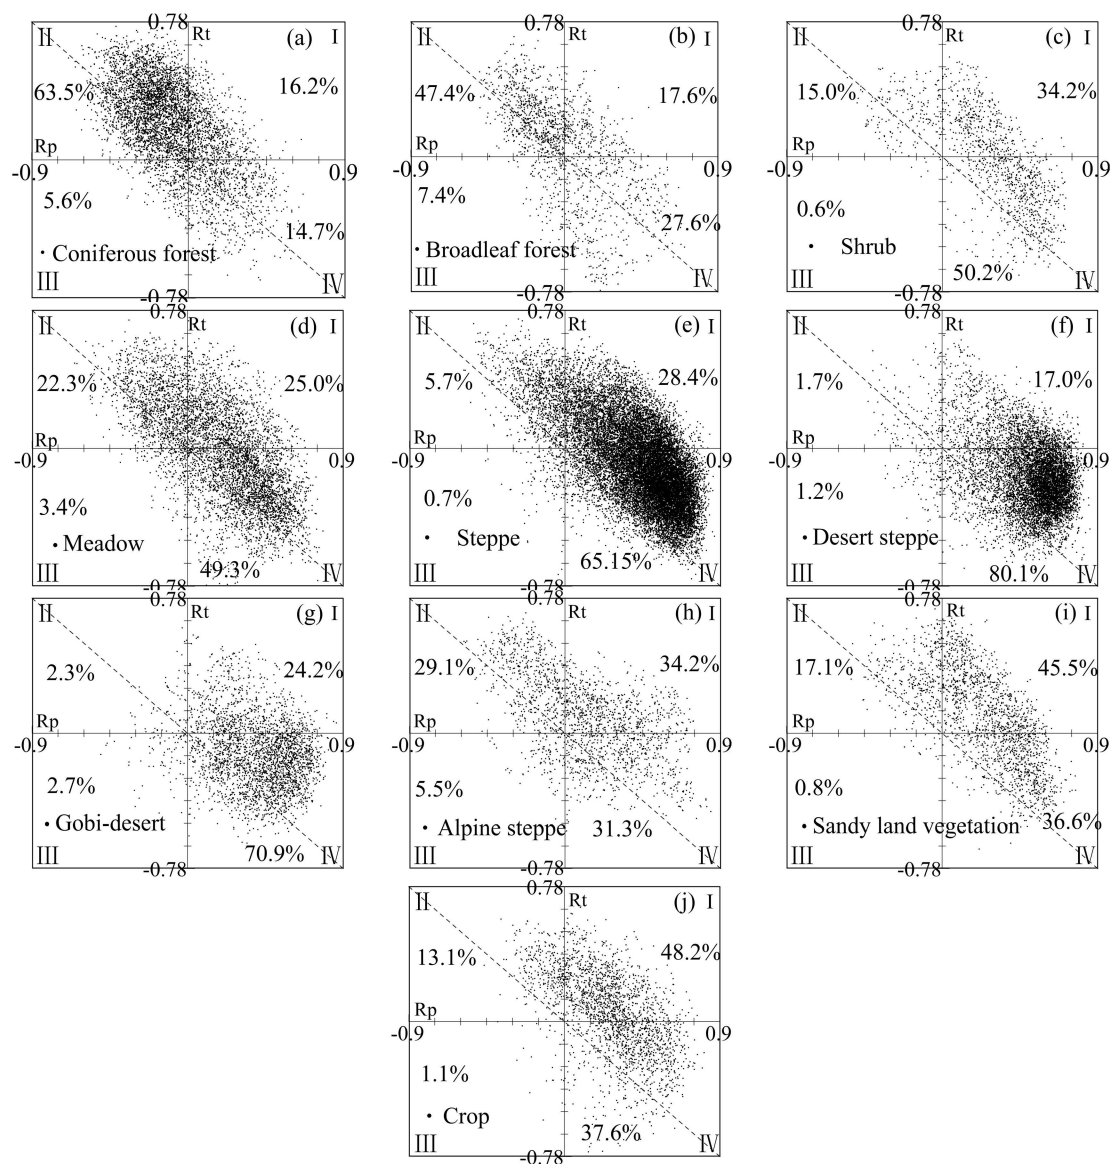 0.78 0.78 0.78
II Rt (a) I II Rt (b) I II Rt (c) I
63.5% 16.2% 47.4% 17.6% 15.0% 34.2%
Rp Rp Rp
-0.9 0.9 -0.9 0.9 -0.9 0.9
5.6% 14.7% 7.4% 27.6% 0.6% 50.2%
Coniferous forest Broadleaf forest Shrub
III IV III IV III IV
-0.78 -0.78 -0.78
0.78 0.78 0.78
II Rt (d) I II Rt (e) I II Rt (f) I
22.3% 25.0% 5.7% 28.4% 1.7% 17.0%
Rp Rp Rp
-0.9 0.9 -0.9 0.9 -0.9 0.9
3.4% 0.7% 1.2%
Meadow Steppe Desert steppe
III 49.3% IV III 65.15% IV III 80.1% IV
-0.78 -0.78 -0.78
0.78 0.78 0.78
II Rt (g) I II Rt (h) I II Rt (i) I
2.3% 24.2% 29.1% 34.2% 17.1% 45.5%
Rp Rp Rp
-0.9 0.9 -0.9 0.9 -0.9 0.9
2.7% 5.5% 0.8%
Gobi-desert Alpine steppe 31.3% Sandy land vegetation 36.6%
III 70.9% IV III IV III IV
-0.78 -0.78 -0.78
0.78
II Rt (j) I
13.1% 48.2%
Rp
-0.9 0.9
1.1%
Crop
III 37.6% IV
-0.78